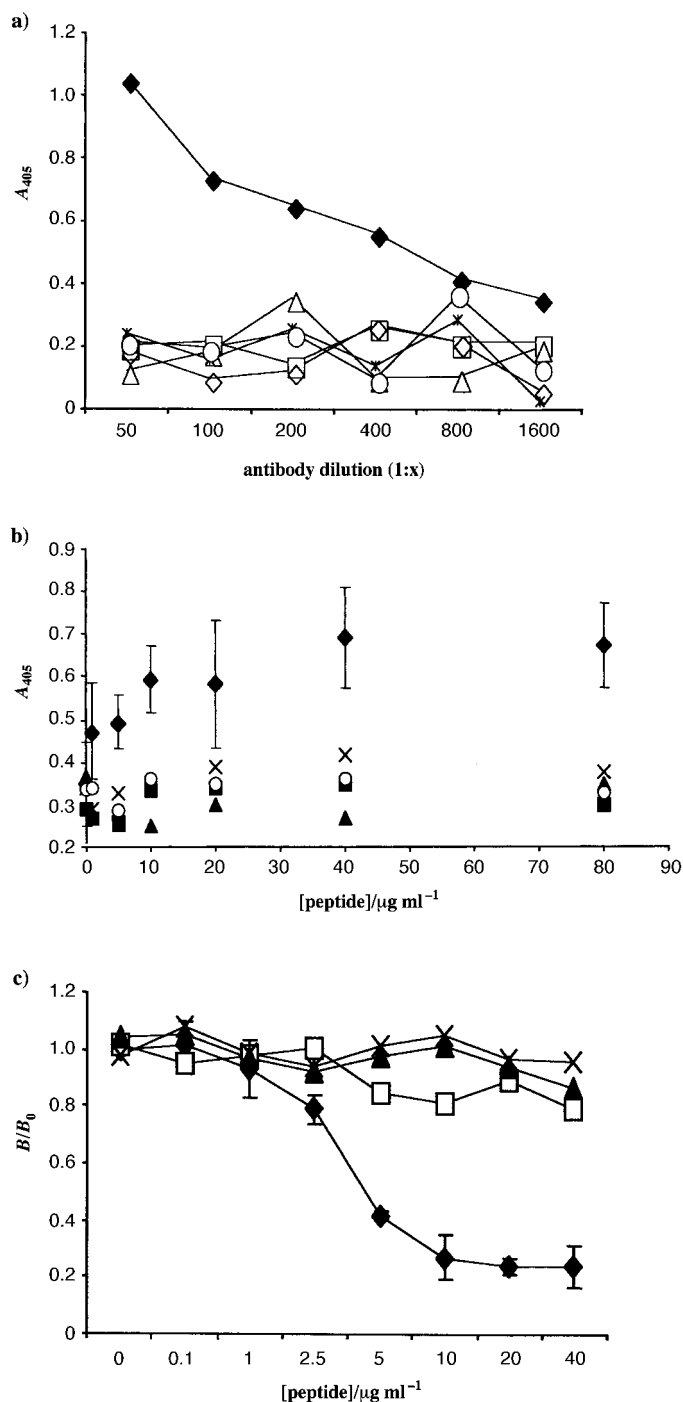 a)
1.2
1.0
0.8
0.6
0.4
0.2
0
A405
50 100 200 400 800 1600
antibody dilution (1:x)
b)
0.9
0.8
0.7
0.6
0.5
0.4
0.3
0.2
A405
0 10 20 30 40 50 60 70 80 90
[peptide]/μg ml⁻¹
c)
1.2
1.0
0.8
0.6
0.4
0.2
0
B/B0
0 0.1 1 2.5 5 10 20 40
[peptide]/μg ml⁻¹